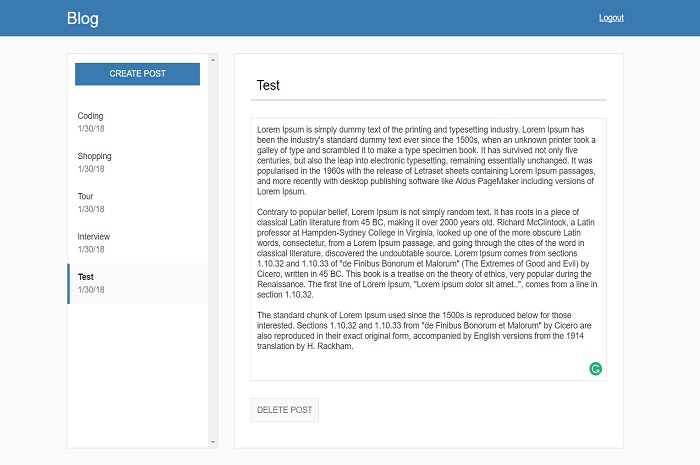 Blog
Logout
CREATE POST
Coding
1/30/18
Shopping
1/30/18
Tour
1/30/18
Interview
1/30/18
Test
1/30/18
Test
Lorem Ipsum is simply dummy text of the printing and typesetting industry. Lorem Ipsum has
been the industry's standard dummy text ever since the 1500s, when an unknown printer took a
galley of type and scrambled it to make a type specimen book. It has survived not only five
centuries, but also the leap into electronic typesetting, remaining essentially unchanged. It was
popularised in the 1960s with the release of Letraset sheets containing Lorem Ipsum passages,
and more recently with desktop publishing software like Aldus PageMaker including versions of
Lorem Ipsum.
Contrary to popular belief, Lorem Ipsum is not simply random text. It has roots in a piece of
classical Latin literature from 45 BC, making it over 2000 years old. Richard McClintock, a Latin
professor at Hampden-Sydney College in Virginia, looked up one of the more obscure Latin
words, consectetur, from a Lorem Ipsum passage, and going through the cites of the word in
classical literature, discovered the undoubtable source. Lorem Ipsum comes from sections
1.10.32 and 1.10.33 of "de Finibus Bonorum et Malorum" (The Extremes of Good and Evil) by
Cicero, written in 45 BC. This book is a treatise on the theory of ethics, very popular during the
Renaissance. The first line of Lorem Ipsum, "Lorem ipsum dolor sit amet..", comes from a line in
section 1.10.32.
The standard chunk of Lorem Ipsum used since the 1500s is reproduced below for those
interested. Sections 1.10.32 and 1.10.33 from "de Finibus Bonorum et Malorum" by Cicero are
also reproduced in their exact original form, accompanied by English versions from the 1914
translation by H. Rackham.
DELETE POST